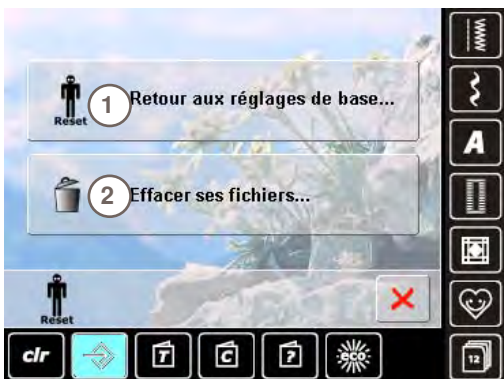 1
Retour aux réglages de base...
Reset
2
Effacer ses fichiers...
Reset
A
clr
T
C
?
eco
12